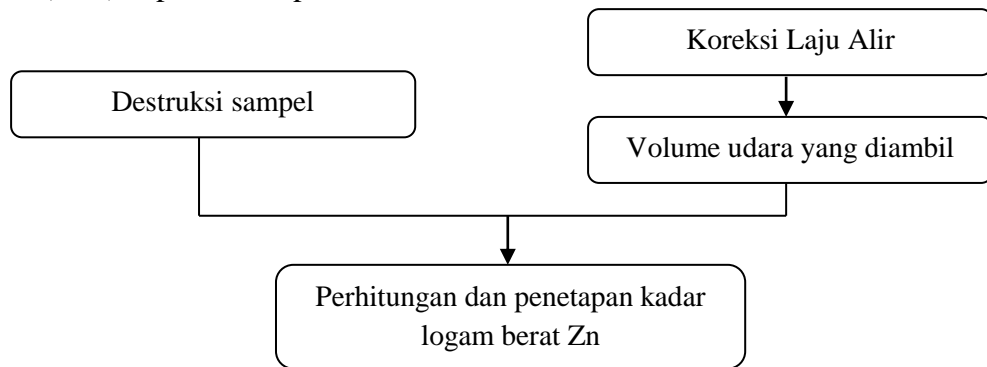 Koreksi Laju Alir
Destruksi sampel
Volume udara yang diambil
Perhitungan dan penetapan kadar
logam berat Zn